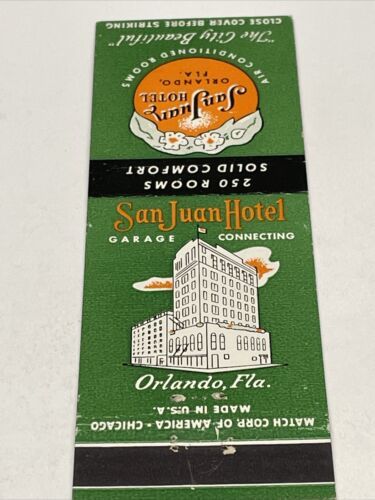 CLOSE COVER BEFORE STRIKING
"The City Beautiful"
AIR CONDITIONED ROOMS
ORLANDO,
FLA.
San Juan
HOTEL
250 ROOMS
SOLID COMFORT
San Juan Hotel
GARAGE CONNECTING
Orlando, Fla.
MATCH CORP. OF AMERICA - CHICAGO
MADE IN U.S.A.